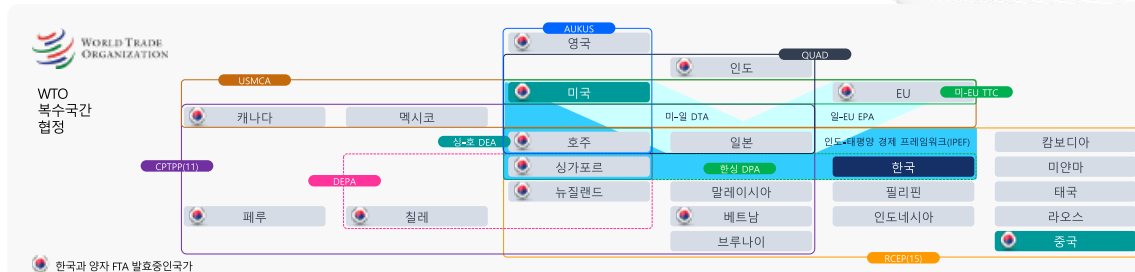 AUKUS
WORLD TRADE
ORGANIZATION
영국
QUAD
인도
USMCA
WTO
복수국간
협정
미국
EU
미-EU TTC
캐나다
멕시코
미-일 DTA
일-EU EPA
싱-호 DEA
호주
일본
인도-태평양 경제 프레임워크(IPEF)
캄보디아
CPTPP(11)
DEPA
싱가포르
한싱 DPA
한국
미얀마
뉴질랜드
말레이시아
필리핀
태국
페루
칠레
베트남
인도네시아
라오스
브루나이
중국
RCEP(15)
한국과 양자 FTA 발효중인국가